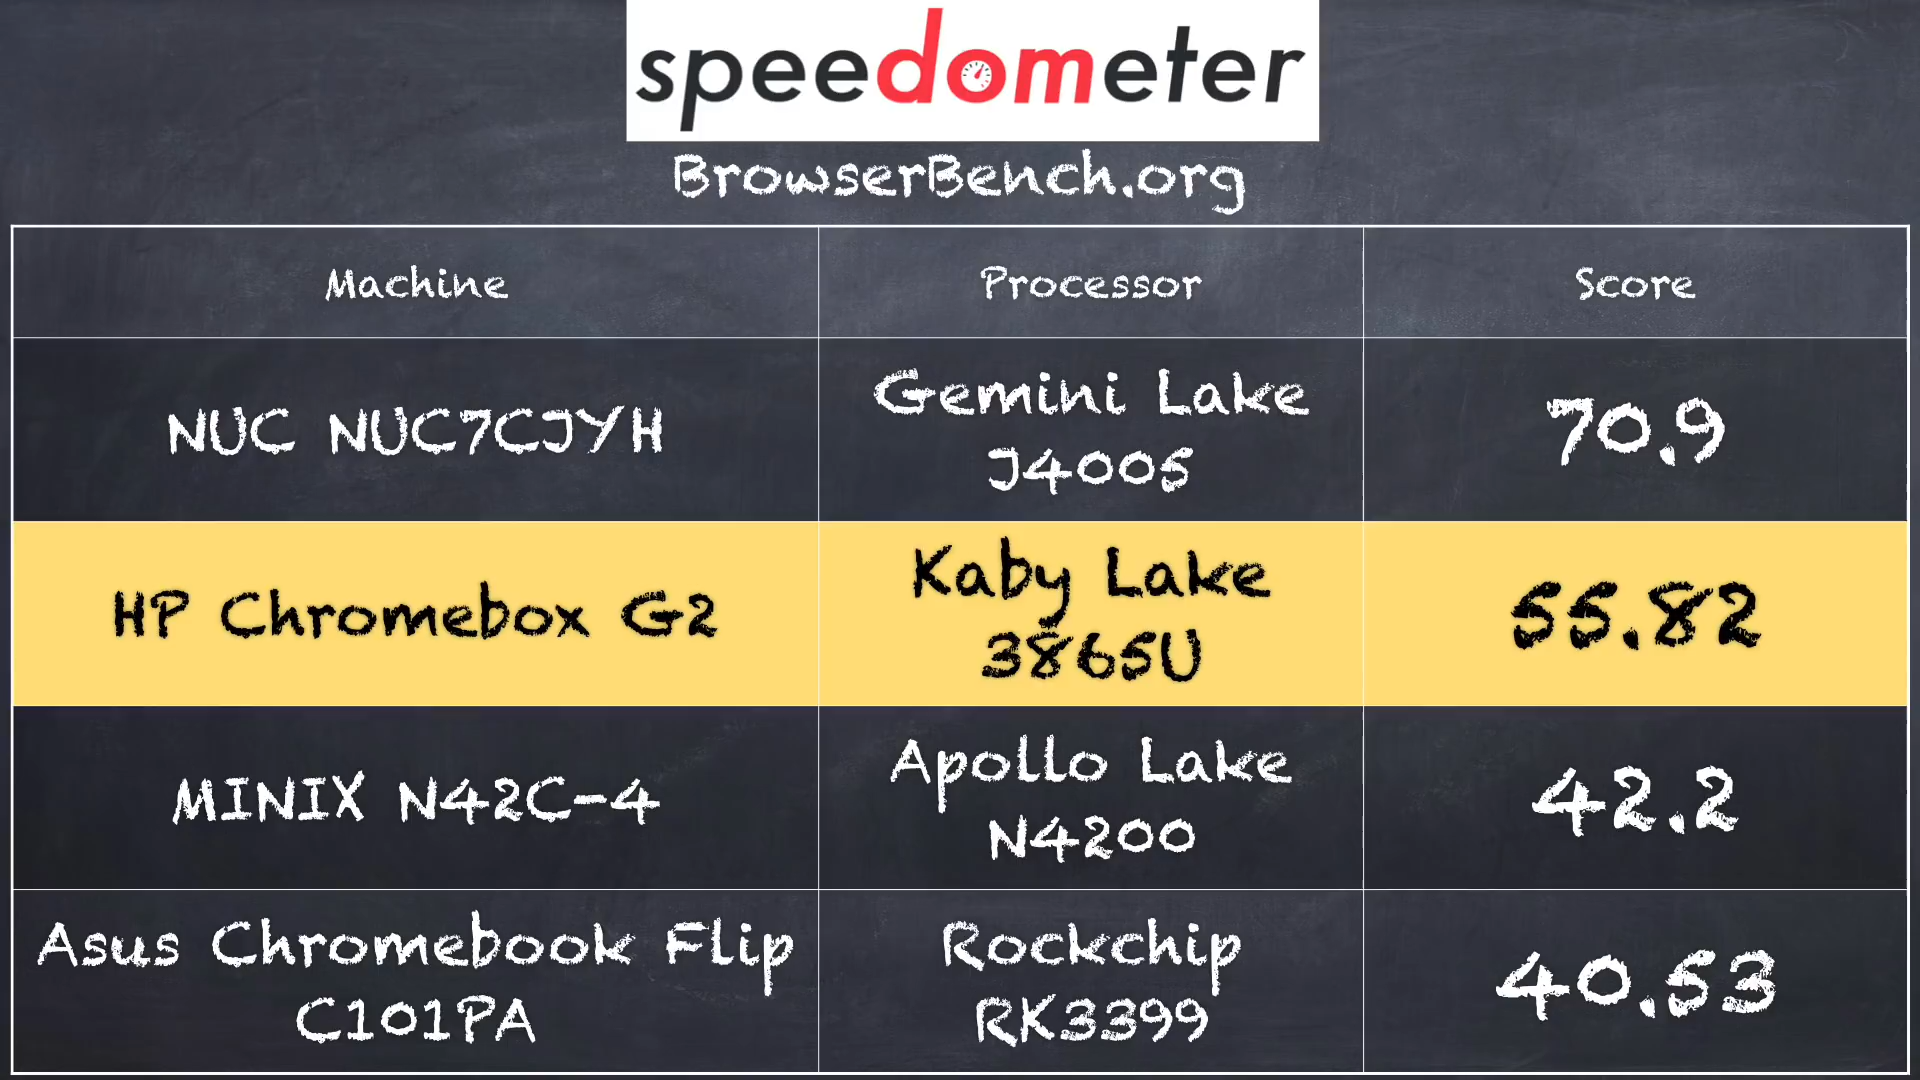 speedometer
BrowserBench.org
Machine Processor Score
NUC NUC7CJYH Gemini Lake J4005 70.9
HP Chromebox G2 Kaby Lake 3865U 55.82
MINIX N42C-4 Apollo Lake N4200 42.2
Asus Chromebook Flip C101PA Rockchip RK3399 40.53